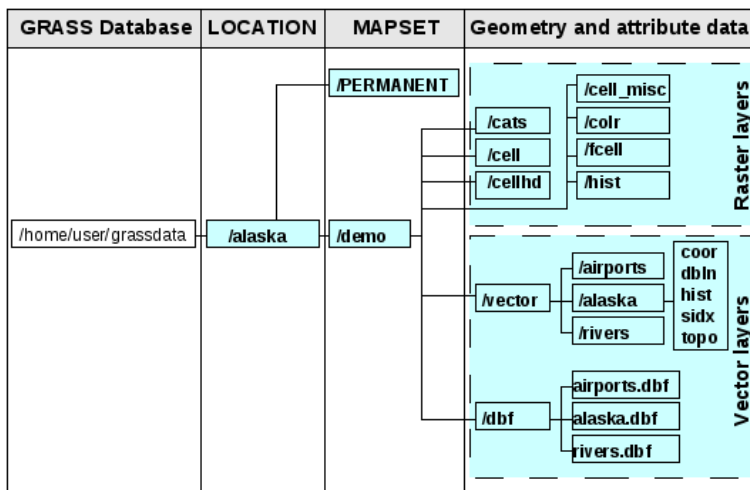 GRASS Database
LOCATION
MAPSET
Geometry and attribute data
/PERMANENT
/cell_misc
/cats
/colr
/cell
/fcell
/cellhd
/hist
Raster layers
/home/user/grassdata
/alaska
/demo
/vector
/airports
/alaska
/rivers
coor
dbln
hist
sidx
topo
/dbf
airports.dbf
alaska.dbf
rivers.dbf
Vector layers